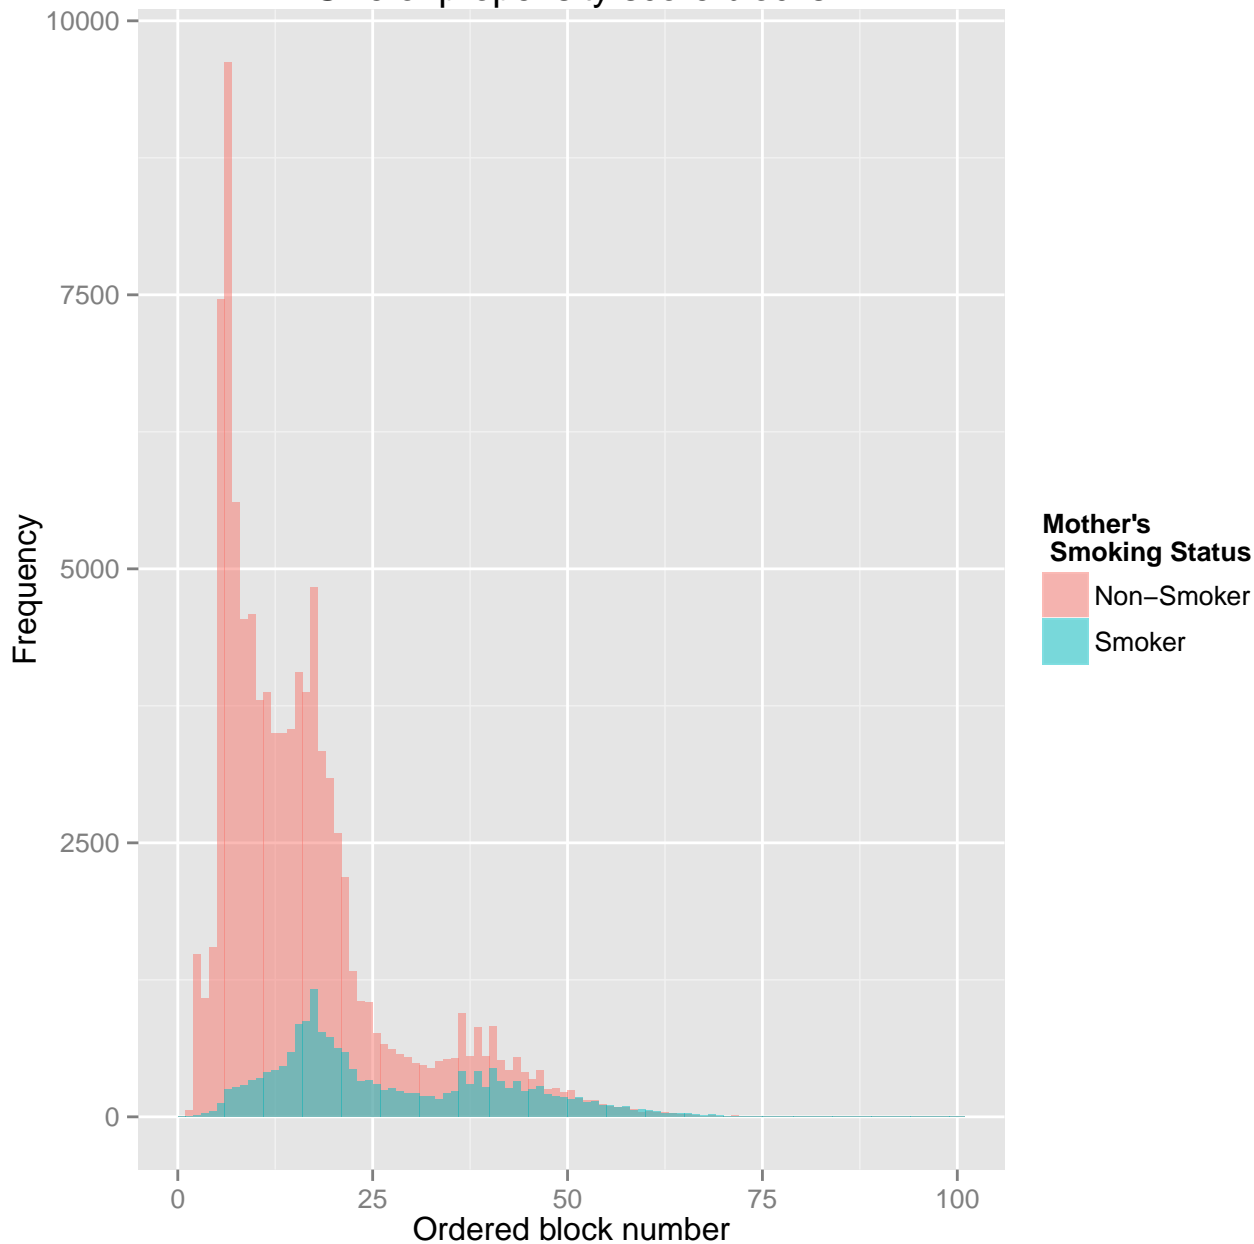 10000
7500
5000
2500
0
Frequency
0 25 50 75 100
Ordered block number
Mother's
Smoking Status
Non−Smoker
Smoker